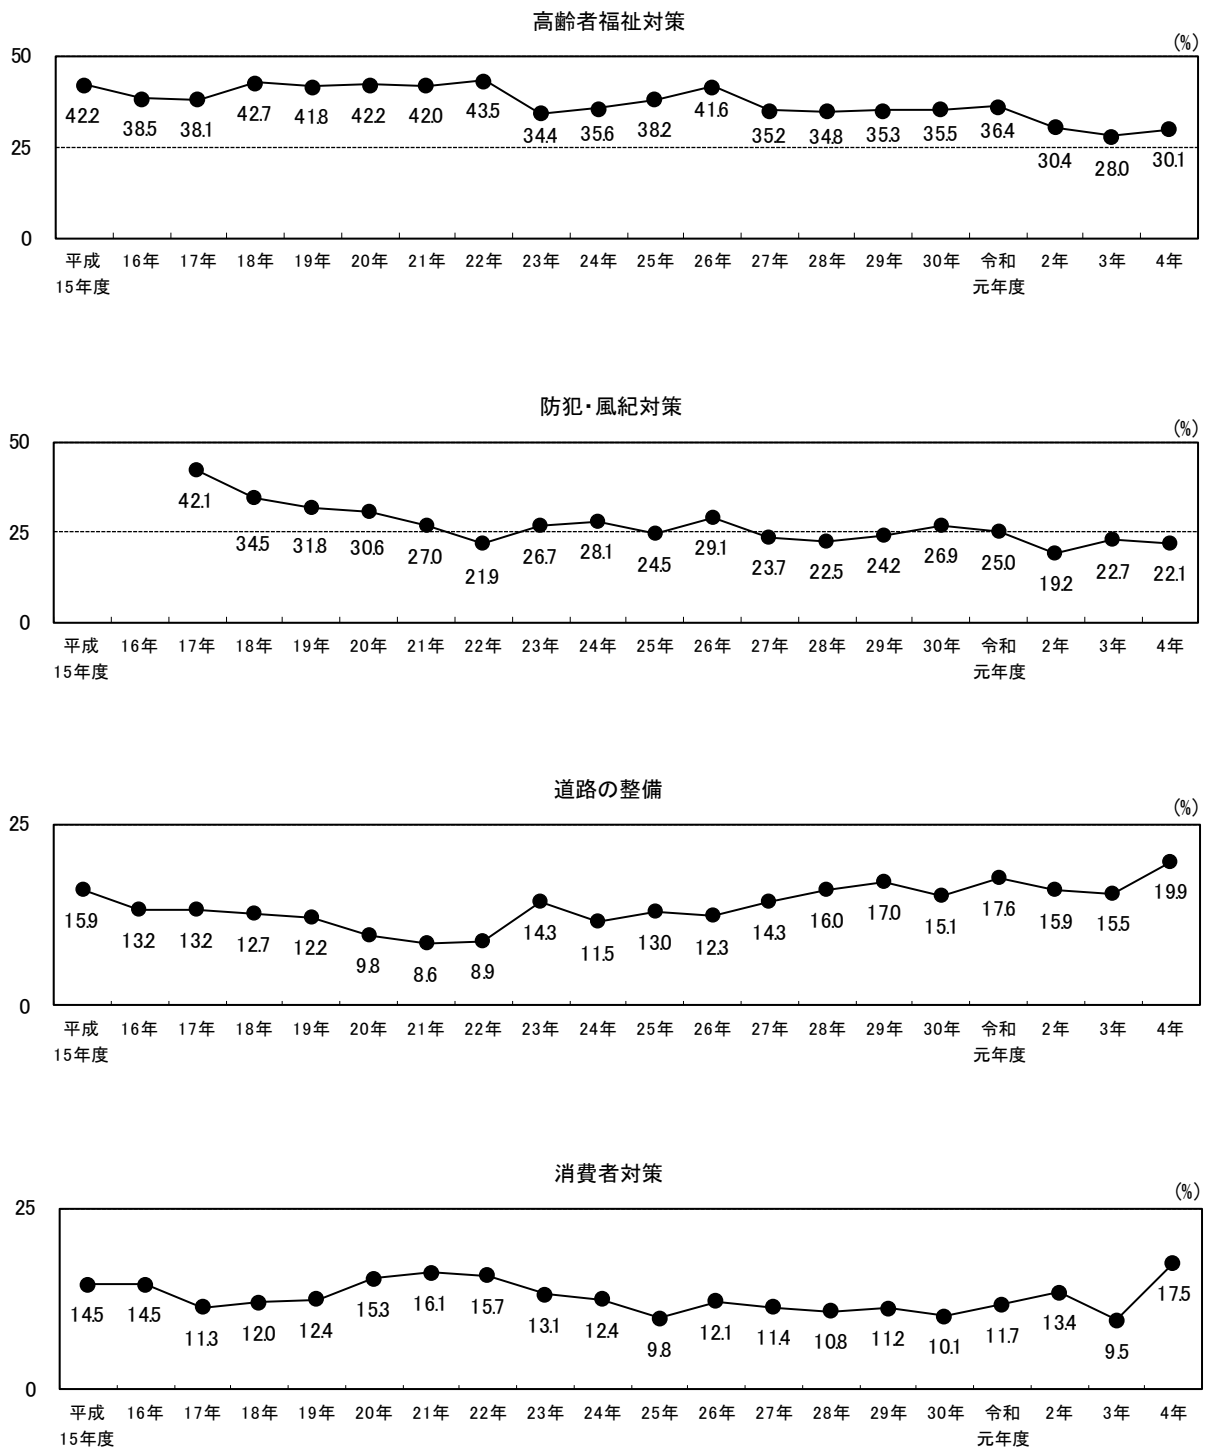 高齢者福祉対策
(%)
50
42.2 38.5 38.1 42.7 41.8 42.2 42.0 43.5 34.4 35.6 38.2 41.6 35.2 34.8 35.3 35.5 36.4 30.4 28.0 30.1
25
0
平成 16年 17年 18年 19年 20年 21年 22年 23年 24年 25年 26年 27年 28年 29年 30年 令和 2年 3年 4年
15年度 元年度
防犯・風紀対策
(%)
50
42.1 34.5 31.8 30.6 27.0 21.9 26.7 28.1 24.5 29.1 23.7 22.5 24.2 26.9 25.0 19.2 22.7 22.1
25
0
平成 16年 17年 18年 19年 20年 21年 22年 23年 24年 25年 26年 27年 28年 29年 30年 令和 2年 3年 4年
15年度 元年度
道路の整備
(%)
25
15.9 13.2 13.2 12.7 12.2 9.8 8.6 8.9 14.3 11.5 13.0 12.3 14.3 16.0 17.0 15.1 17.6 15.9 15.5 19.9
0
平成 16年 17年 18年 19年 20年 21年 22年 23年 24年 25年 26年 27年 28年 29年 30年 令和 2年 3年 4年
15年度 元年度
消費者対策
(%)
25
14.5 14.5 11.3 12.0 12.4 15.3 16.1 15.7 13.1 12.4 9.8 12.1 11.4 10.8 11.2 10.1 11.7 13.4 9.5 17.5
0
平成 16年 17年 18年 19年 20年 21年 22年 23年 24年 25年 26年 27年 28年 29年 30年 令和 2年 3年 4年
15年度 元年度